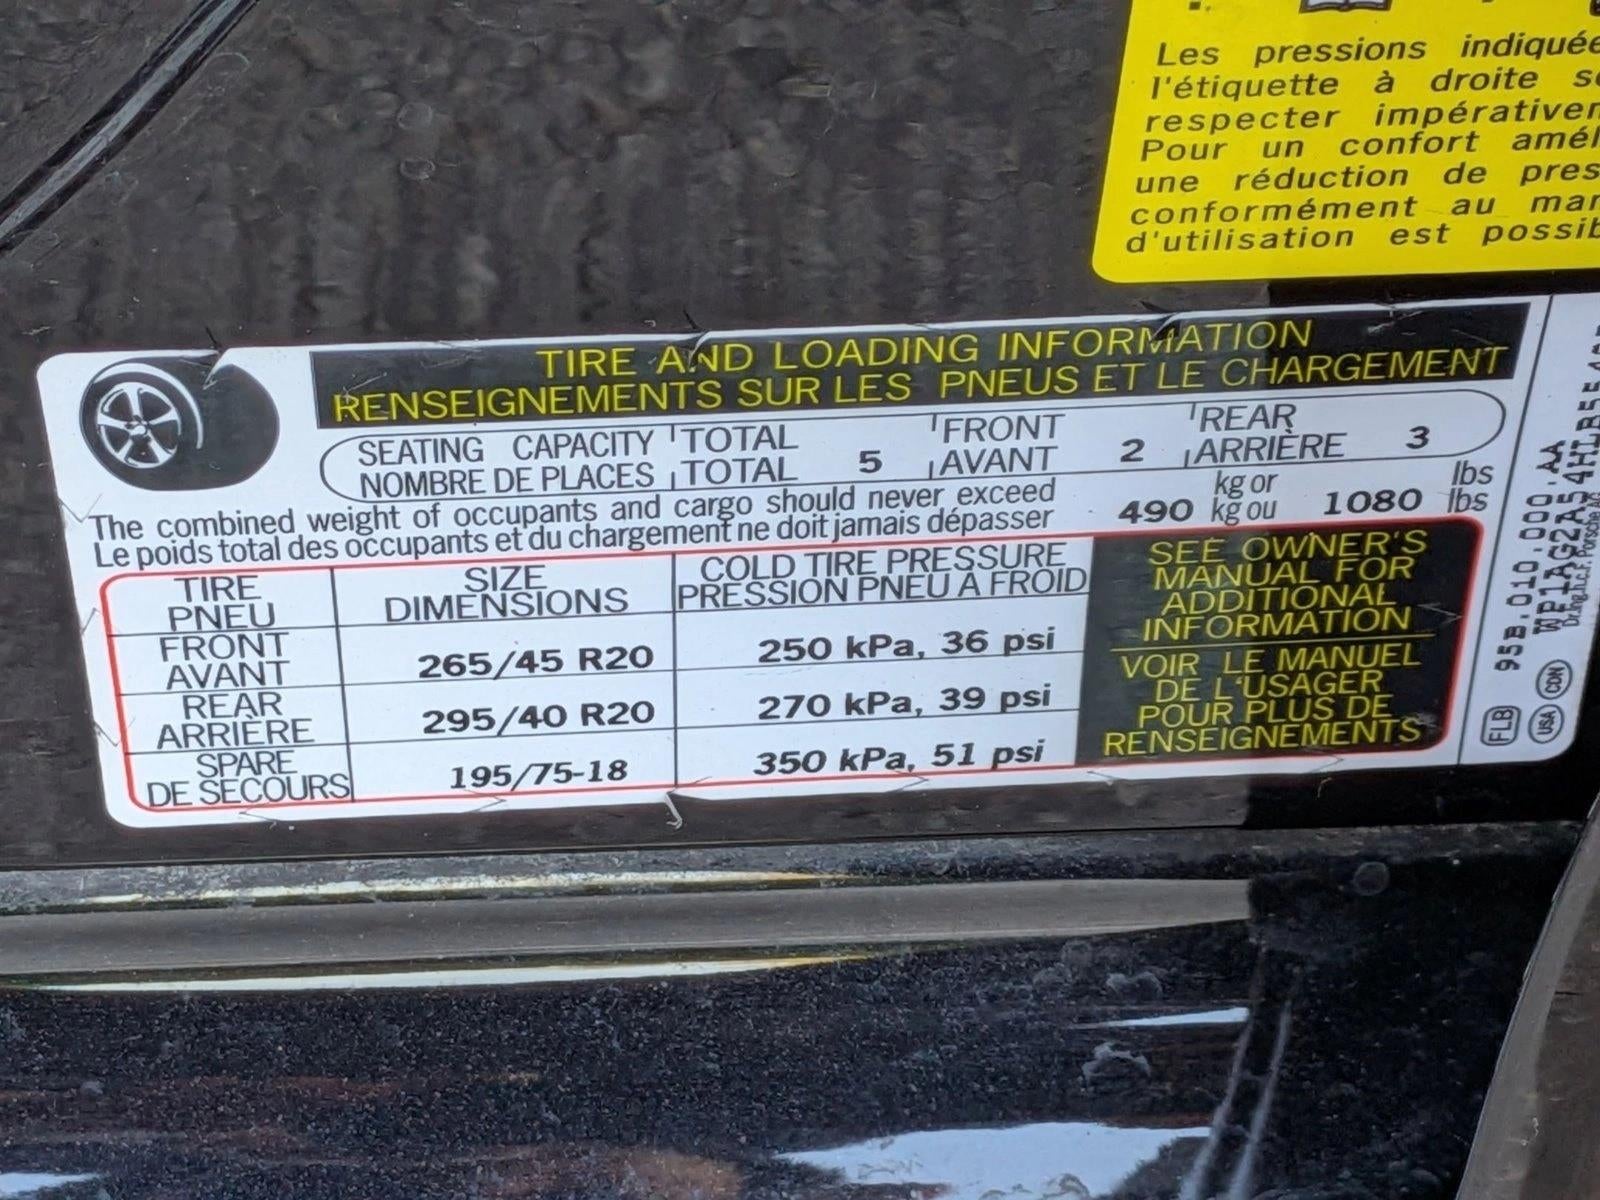 Les pressions indiquée
l'étiquette à droite
respecter impérative
Pour un confort amél
une réduction de pres
conformément au man
d'utilisation est possib
TIRE AND LOADING INFORMATION
RENSEIGNEMENTS SUR LES PNEUS ET LE CHARGEMENT
SEATING CAPACITY TOTAL FRONT REAR
NOMBRE DE PLACES TOTAL 5 AVANT 2 ARRIÈRE 3
The combined weight of occupants and cargo should never exceed kg or lbs
Le poids total des occupants et du chargement ne doit jamais dépasser 490 kg ou 1080 lbs
TIRE SIZE COLD TIRE PRESSURE
PNEU DIMENSIONS PRESSION PNEU À FROID
FRONT
AVANT 265/45 R20 250 kPa, 36 psi
REAR
ARRIÈRE 295/40 R20 270 kPa, 39 psi
SPARE
DE SECOURS 195/75-18 350 kPa, 51 psi
SEE OWNER'S
MANUAL FOR
ADDITIONAL
INFORMATION
VOIR LE MANUEL
DE L'USAGER
POUR PLUS DE
RENSEIGNEMENTS
95B.010.000.AA
Dr.Ing.h.c.F. Porsche AG
FLB
USA
CDN